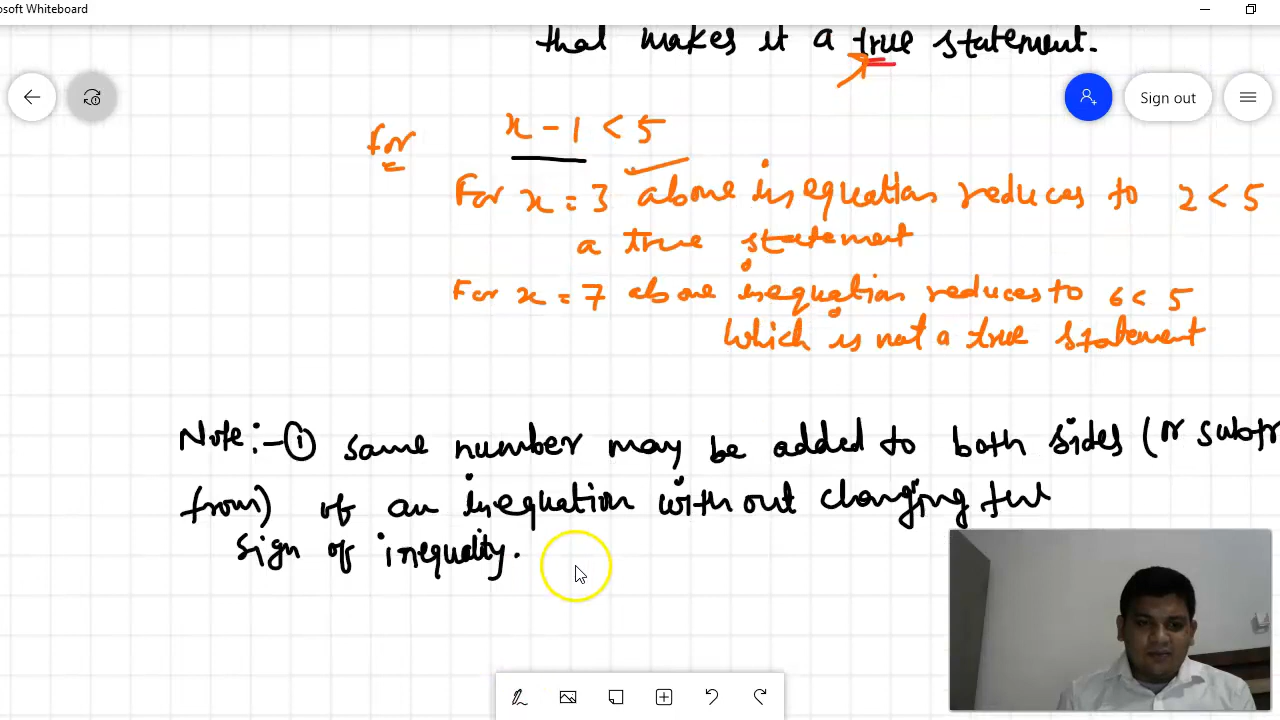 osoft Whiteboard
that makes it a true statement.
Sign out
for x - 1 < 5
For x = 3 above inequation reduces to 2 < 5
a true statement
For x = 7 above inequation reduces to 6 < 5
Which is not a true statement
Note:- ① same number may be added to both sides (or subtr
from) of an inequation without changing the
sign of inequality.